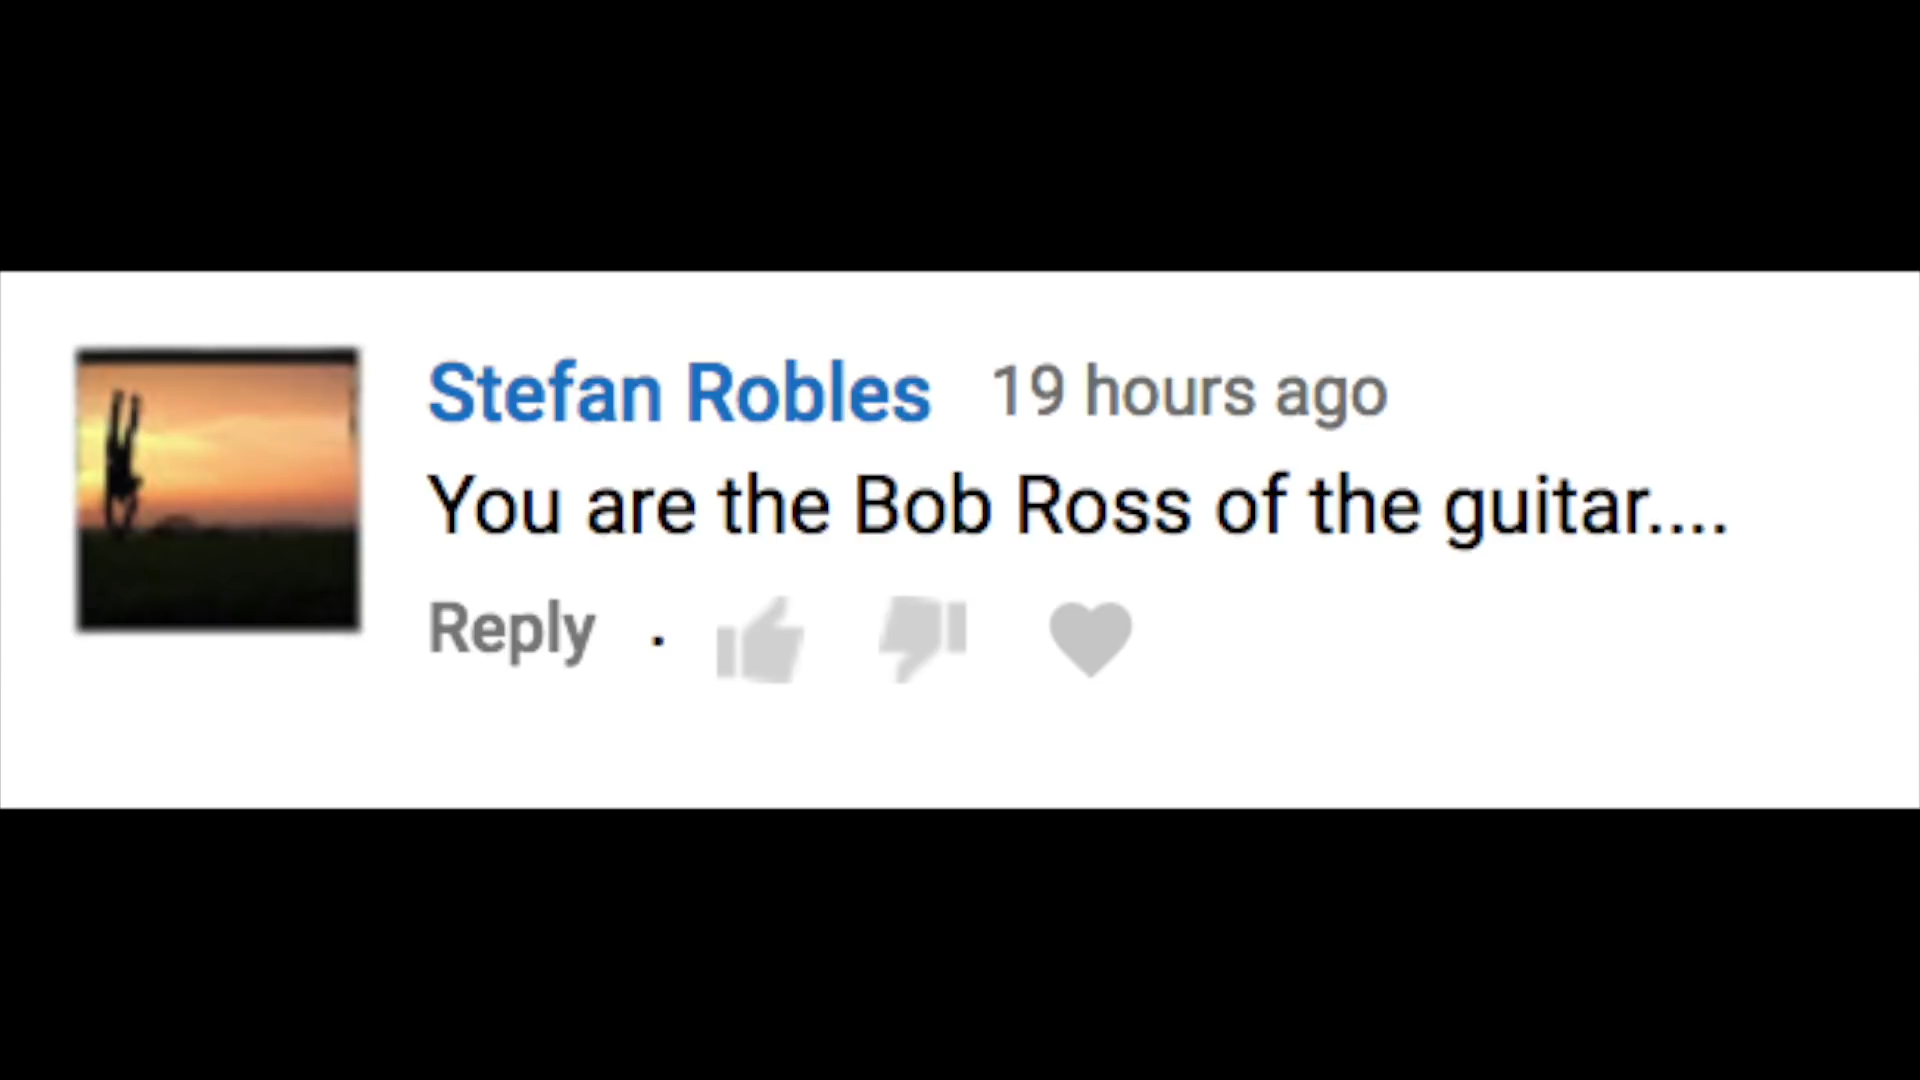 Stefan Robles 19 hours ago
You are the Bob Ross of the guitar....
Reply .